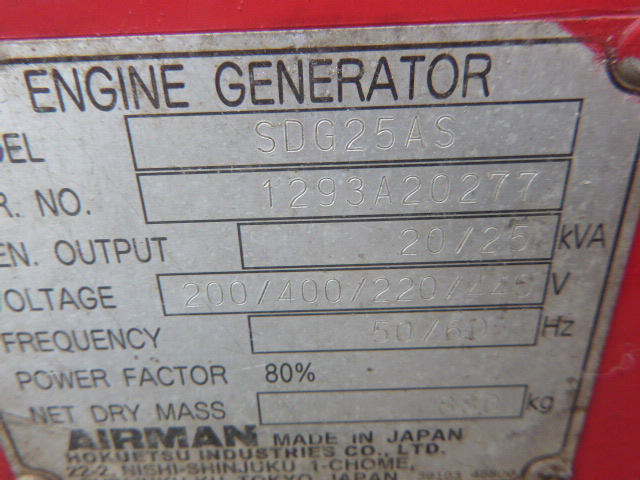 ENGINE GENERATOR
DEL SDG25AS
R. NO. 1293A20277
EN. OUTPUT 20/25 kVA
VOLTAGE 200/400/220/440 V
FREQUENCY 50/60 Hz
POWER FACTOR 80%
NET DRY MASS kg
AIRMAN MADE IN JAPAN
HOKUETSU INDUSTRIES CO., LTD.
22-2, NISHI-SHINJUKU 1-CHOME,
TOKYO JAPAN